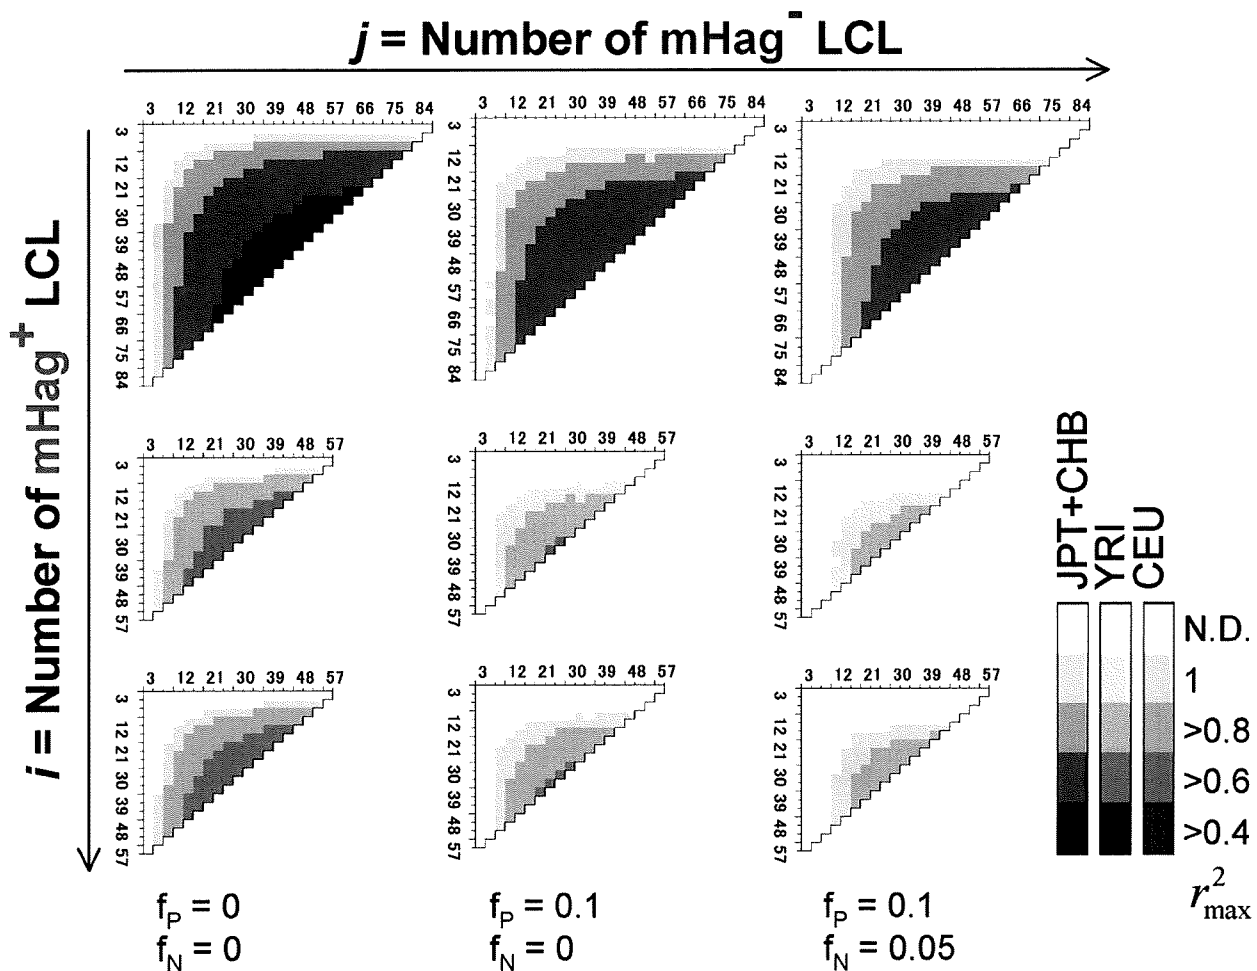 j = Number of mHag- LCL
i = Number of mHag+ LCL
3 12 21 30 39 48 57 66 75 84
3 12 21 30 39 48 57 66 75 84
3 12 21 30 39 48 57 66 75 84
3 12 21 30 39 48 57 66 75 84
3 12 21 30 39 48 57 66 75 84
3 12 21 30 39 48 57 66 75 84
3 12 21 30 39 48 57
3 12 21 30 39 48 57
3 12 21 30 39 48 57
3 12 21 30 39 48 57
3 12 21 30 39 48 57
3 12 21 30 39 48 57
3 12 21 30 39 48 57
3 12 21 30 39 48 57
3 12 21 30 39 48 57
3 12 21 30 39 48 57
3 12 21 30 39 48 57
3 12 21 30 39 48 57
JPT+CHB
YRI
CEU
N.D.
1
>0.8
>0.6
>0.4
r²max
fP = 0
fN = 0
fP = 0.1
fN = 0
fP = 0.1
fN = 0.05